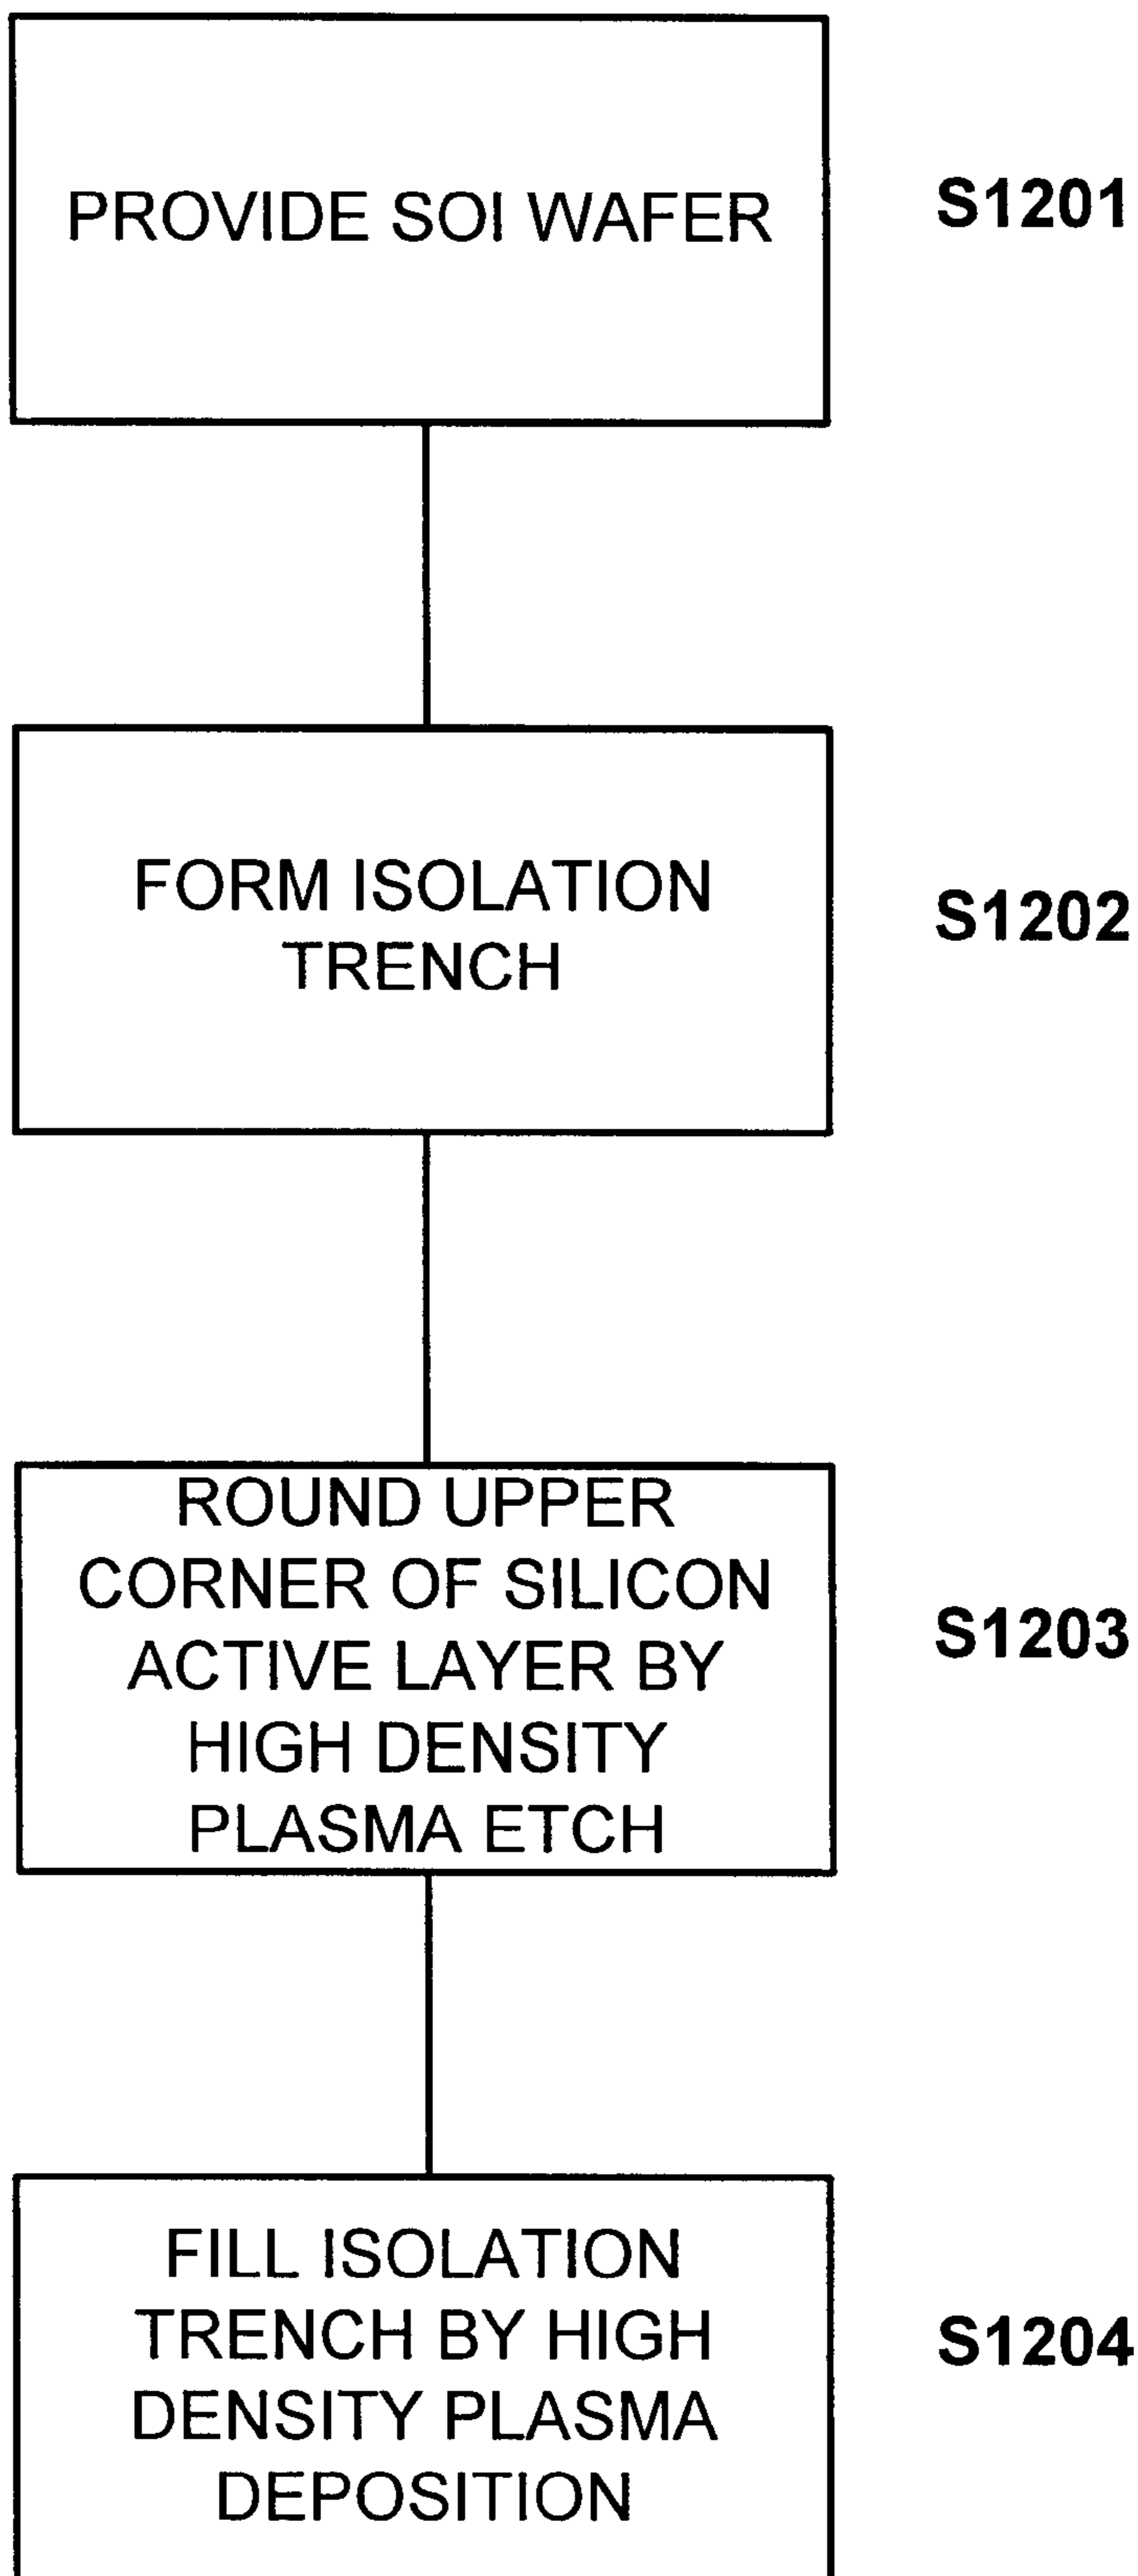 PROVIDE SOI WAFER
S1201
FORM ISOLATION
TRENCH
S1202
ROUND UPPER
CORNER OF SILICON
ACTIVE LAYER BY
HIGH DENSITY
PLASMA ETCH
S1203
FILL ISOLATION
TRENCH BY HIGH
DENSITY PLASMA
DEPOSITION
S1204